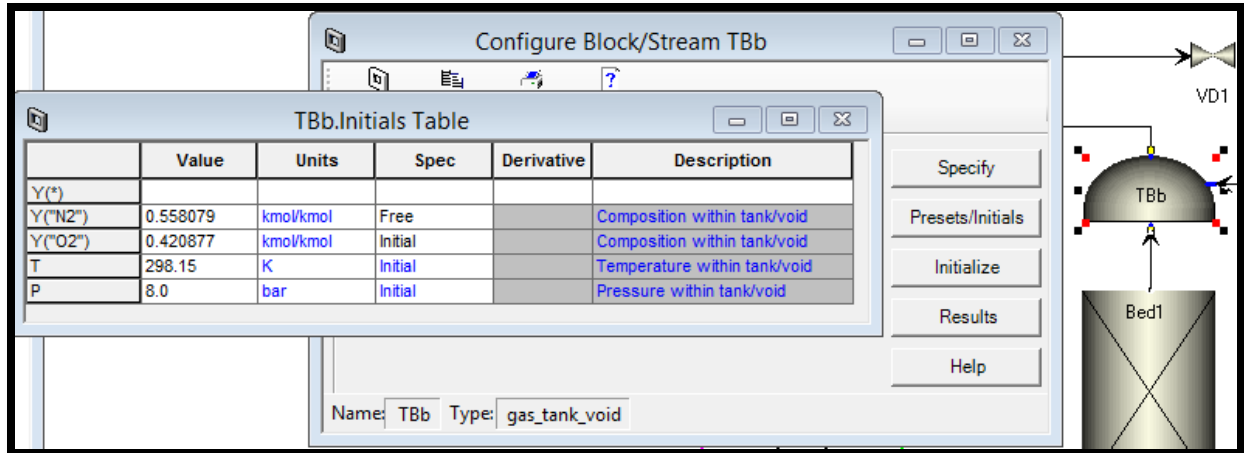 Configure Block/Stream TBb
TBb.Initials Table
Value Units Spec Derivative Description
Y(*)
Y("N2") 0.558079 kmol/kmol Free Composition within tank/void
Y("O2") 0.420877 kmol/kmol Initial Composition within tank/void
T 298.15 K Initial Temperature within tank/void
P 8.0 bar Initial Pressure within tank/void
Specify
Presets/Initials
Initialize
Results
Help
Name: TBb Type: gas_tank_void
VD1
TBb
Bed1